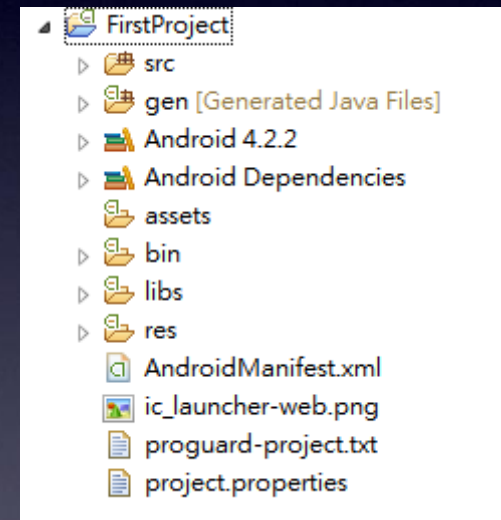 FirstProject
src
gen [Generated Java Files]
Android 4.2.2
Android Dependencies
assets
bin
libs
res
AndroidManifest.xml
ic_launcher-web.png
proguard-project.txt
project.properties